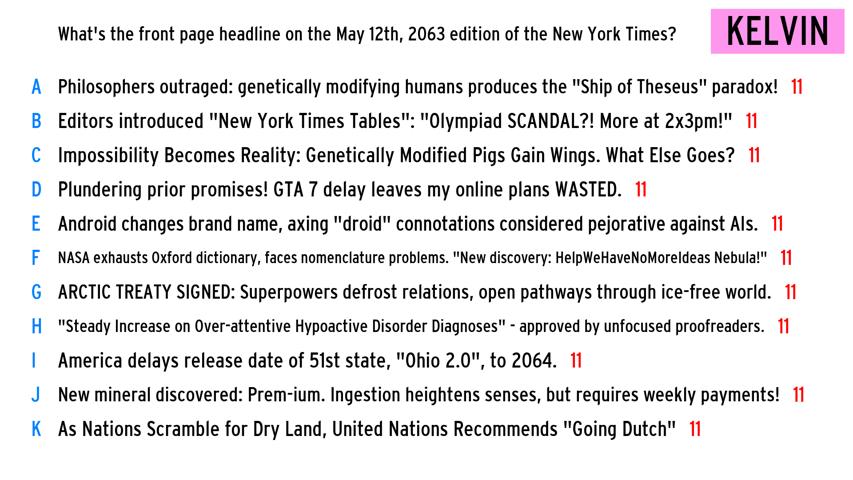 What's the front page headline on the May 12th, 2063 edition of the New York Times?
KELVIN
A Philosophers outraged: genetically modifying humans produces the "Ship of Theseus" paradox! 11
B Editors introduced "New York Times Tables": "Olympiad SCANDAL?! More at 2x3pm!" 11
C Impossibility Becomes Reality: Genetically Modified Pigs Gain Wings. What Else Goes? 11
D Plundering prior promises! GTA 7 delay leaves my online plans WASTED. 11
E Android changes brand name, axing "droid" connotations considered pejorative against AIs. 11
F NASA exhausts Oxford dictionary, faces nomenclature problems. "New discovery: HelpWeHaveNoMoreIdeas Nebula!" 11
G ARCTIC TREATY SIGNED: Superpowers defrost relations, open pathways through ice-free world. 11
H "Steady Increase on Over-attentive Hypoactive Disorder Diagnoses" - approved by unfocused proofreaders. 11
I America delays release date of 51st state, "Ohio 2.0", to 2064. 11
J New mineral discovered: Prem-ium. Ingestion heightens senses, but requires weekly payments! 11
K As Nations Scramble for Dry Land, United Nations Recommends "Going Dutch" 11